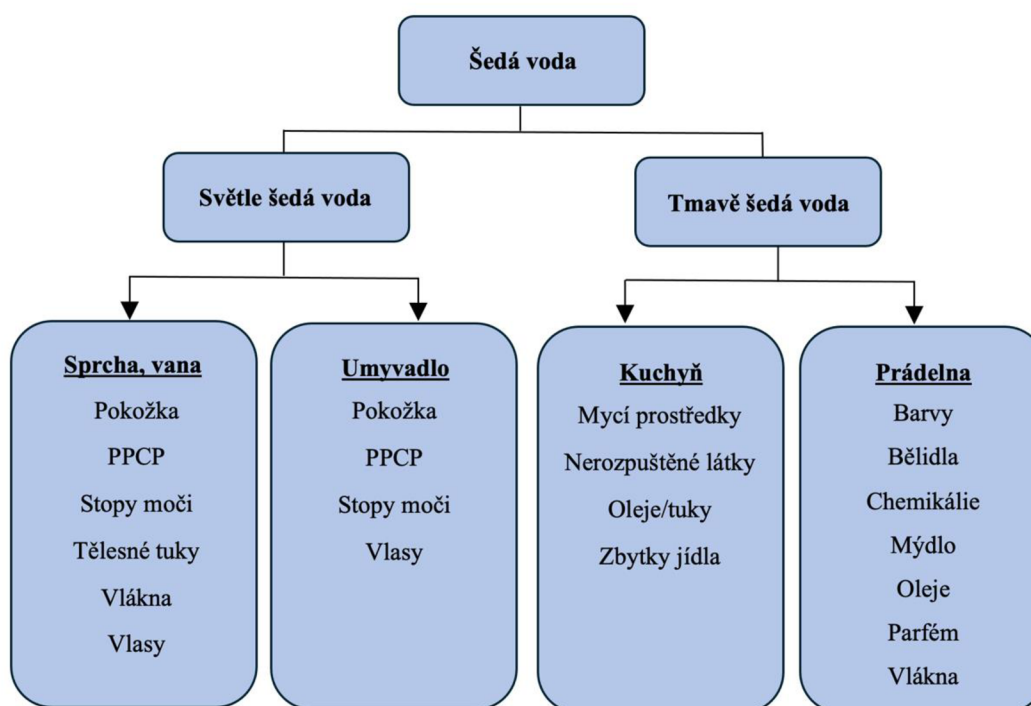 Šedá voda
Světle šedá voda
Tmavě šedá voda
Sprcha, vana
Pokožka
PPCP
Stopy moči
Tělesné tuky
Vlákna
Vlasy
Umyvadlo
Pokožka
PPCP
Stopy moči
Vlasy
Kuchyň
Mycí prostředky
Nerozpuštěné látky
Oleje/tuky
Zbytky jídla
Prádelna
Barvy
Bělidla
Chemikálie
Mýdlo
Oleje
Parfém
Vlákna